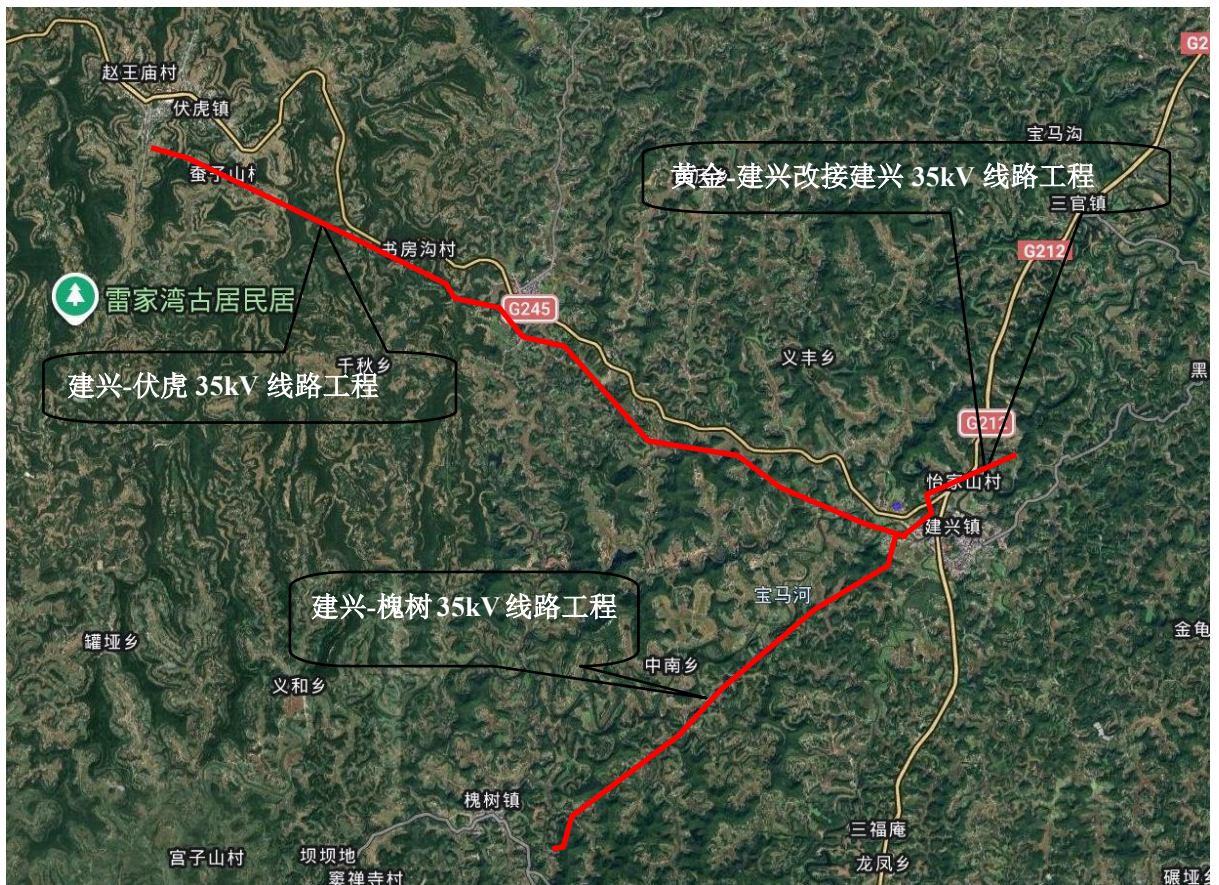 G2
赵王庙村
伏虎镇
宝马沟
蚕子山村
黄金-建兴改接建兴 35kV 线路工程
三官镇
书房沟村
G212
雷家湾古居民居
G245
千秋乡
义丰乡
黑
建兴-伏虎 35kV 线路工程
G212
怡家山村
建兴镇
宝马河
建兴-槐树 35kV 线路工程
罐垭乡
金龟
中南乡
义和乡
槐树镇
三福庵
宫子山村
坝坝地
龙凤乡
窦禅寺村
碾垭乡